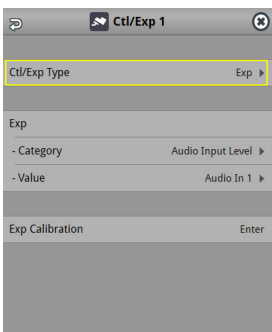 Ctl/Exp 1
Ctl/Exp Type Exp
Exp
- Category Audio Input Level
- Value Audio In 1
Exp Calibration Enter